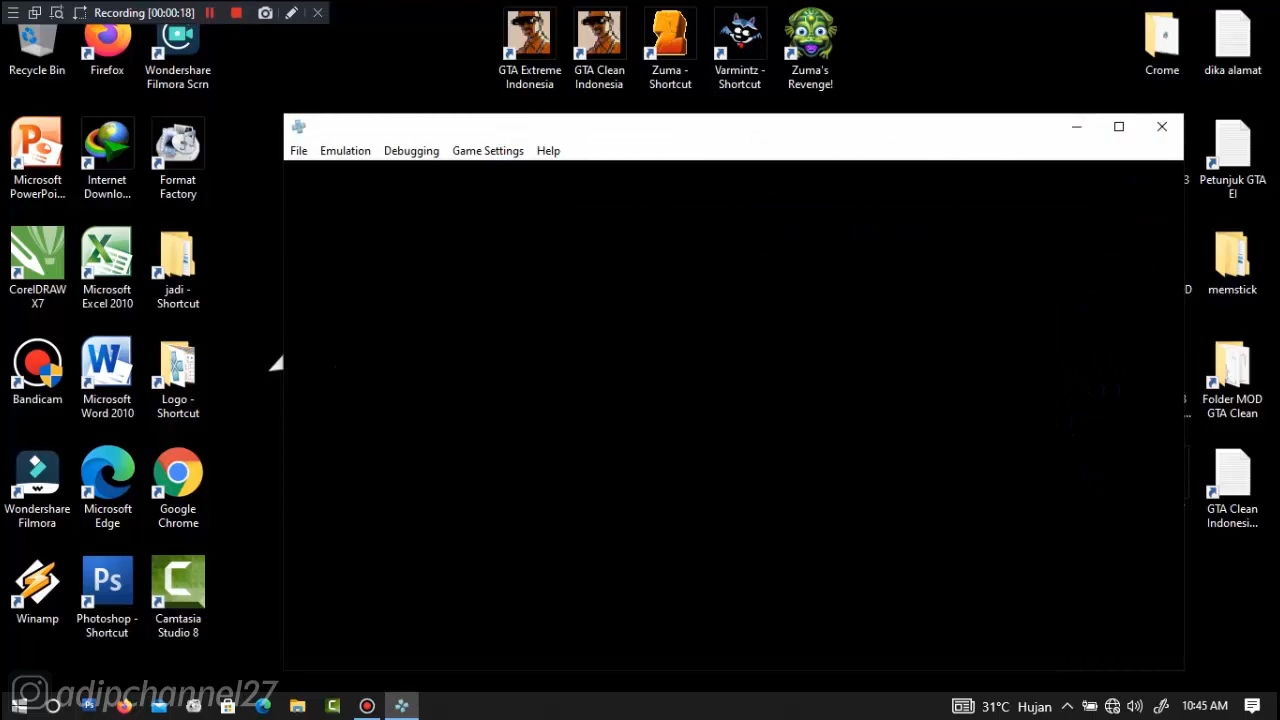 Recording [00:00:18]
Recycle Bin
Firefox
Wondershare
Filmora Scrn
GTA Extreme
Indonesia
GTA Clean
Indonesia
Zuma -
Shortcut
Varmintz -
Shortcut
Zuma's
Revenge!
Crome
dika alamat
File
Emulation
Debugging
Game Settings
Help
Microsoft
PowerPoi...
Internet
Downlo...
Format
Factory
3
Petunjuk GTA
EI
CorelDRAW
X7
Microsoft
Excel 2010
jadi -
Shortcut
D
memstick
Bandicam
Microsoft
Word 2010
Logo -
Shortcut
3
...
Folder MOD
GTA Clean
Wondershare
Filmora
Microsoft
Edge
Google
Chrome
GTA Clean
Indonesi...
Winamp
Photoshop -
Shortcut
Camtasia
Studio 8
adipchannel27
31°C Hujan
10:45 AM